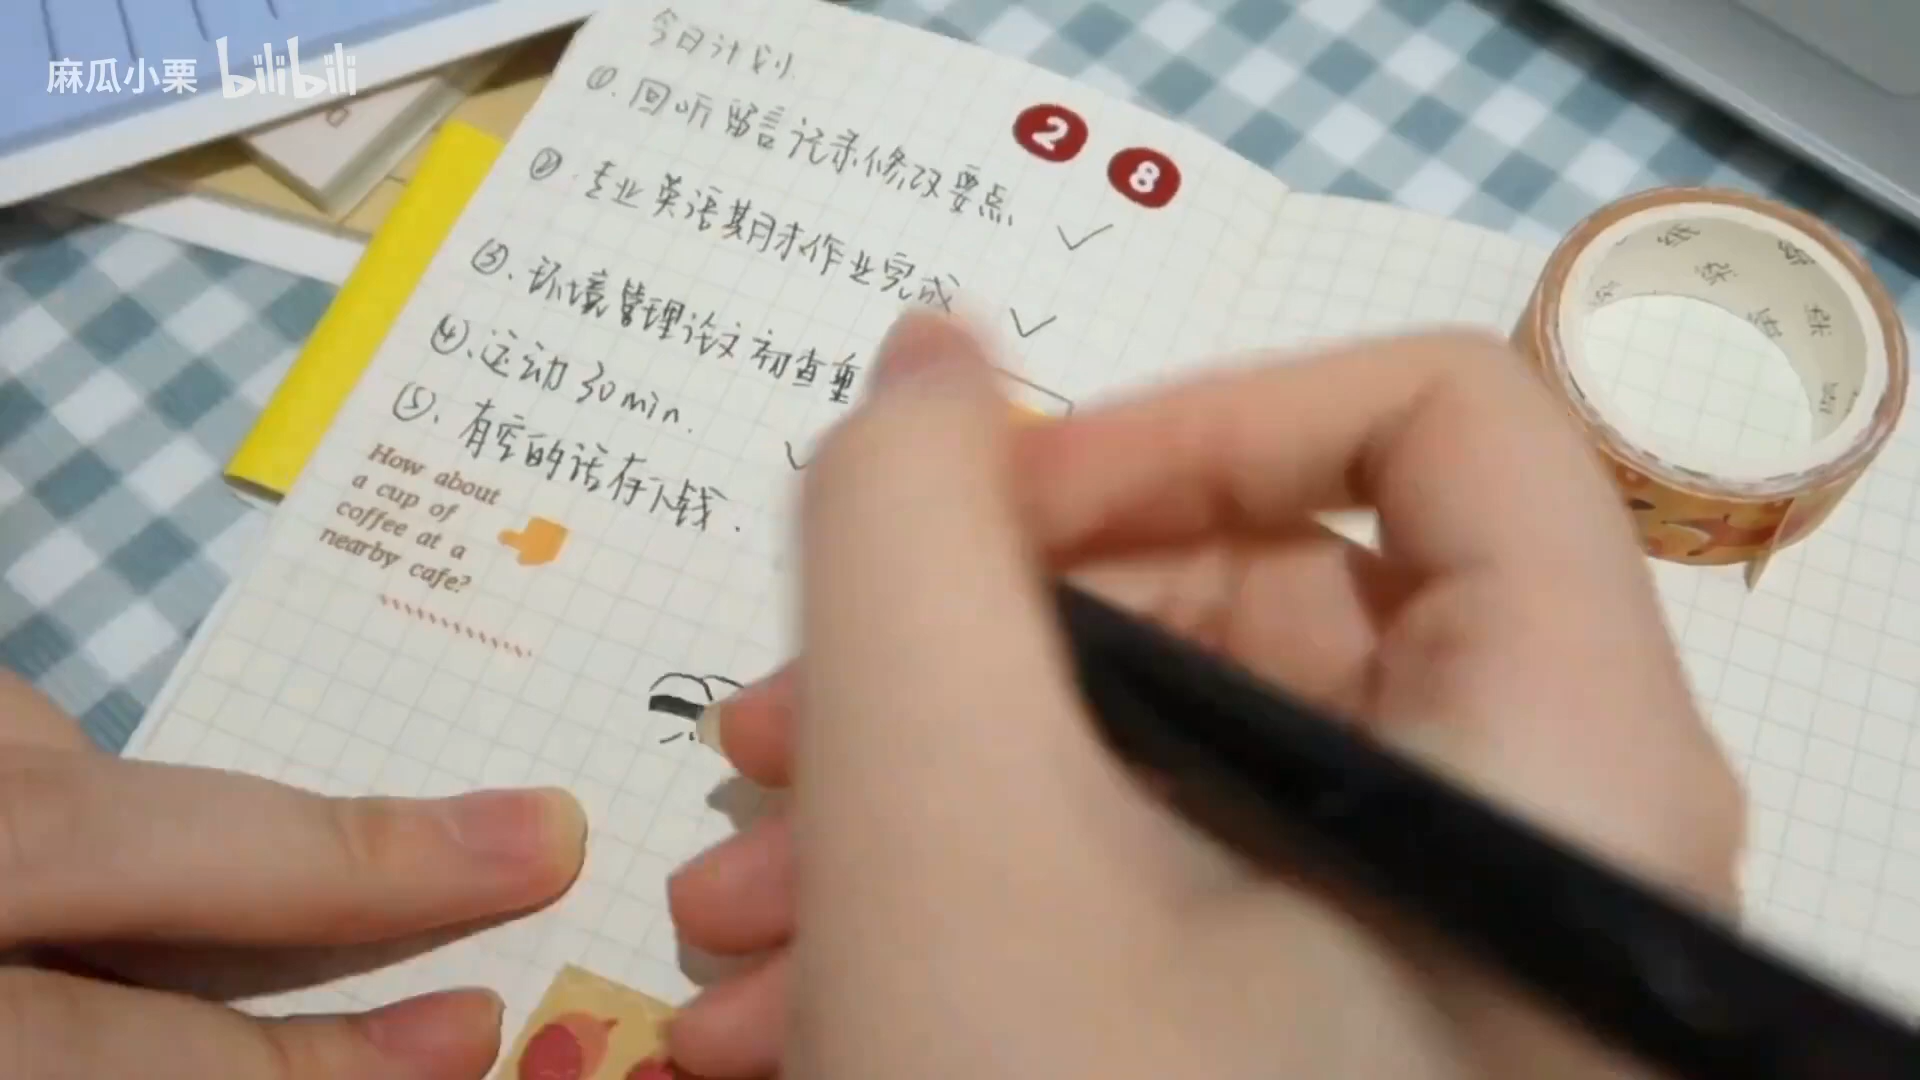 麻瓜小栗 bilibili
今日计划
2 8
①. 回听留言记录修改要点
②. 专业英语期末作业完成
③. 环境管理论文初查重
④. 运动30min.
⑤. 有空的话存个钱.
How about
a cup of
coffee at a
nearby cafe?